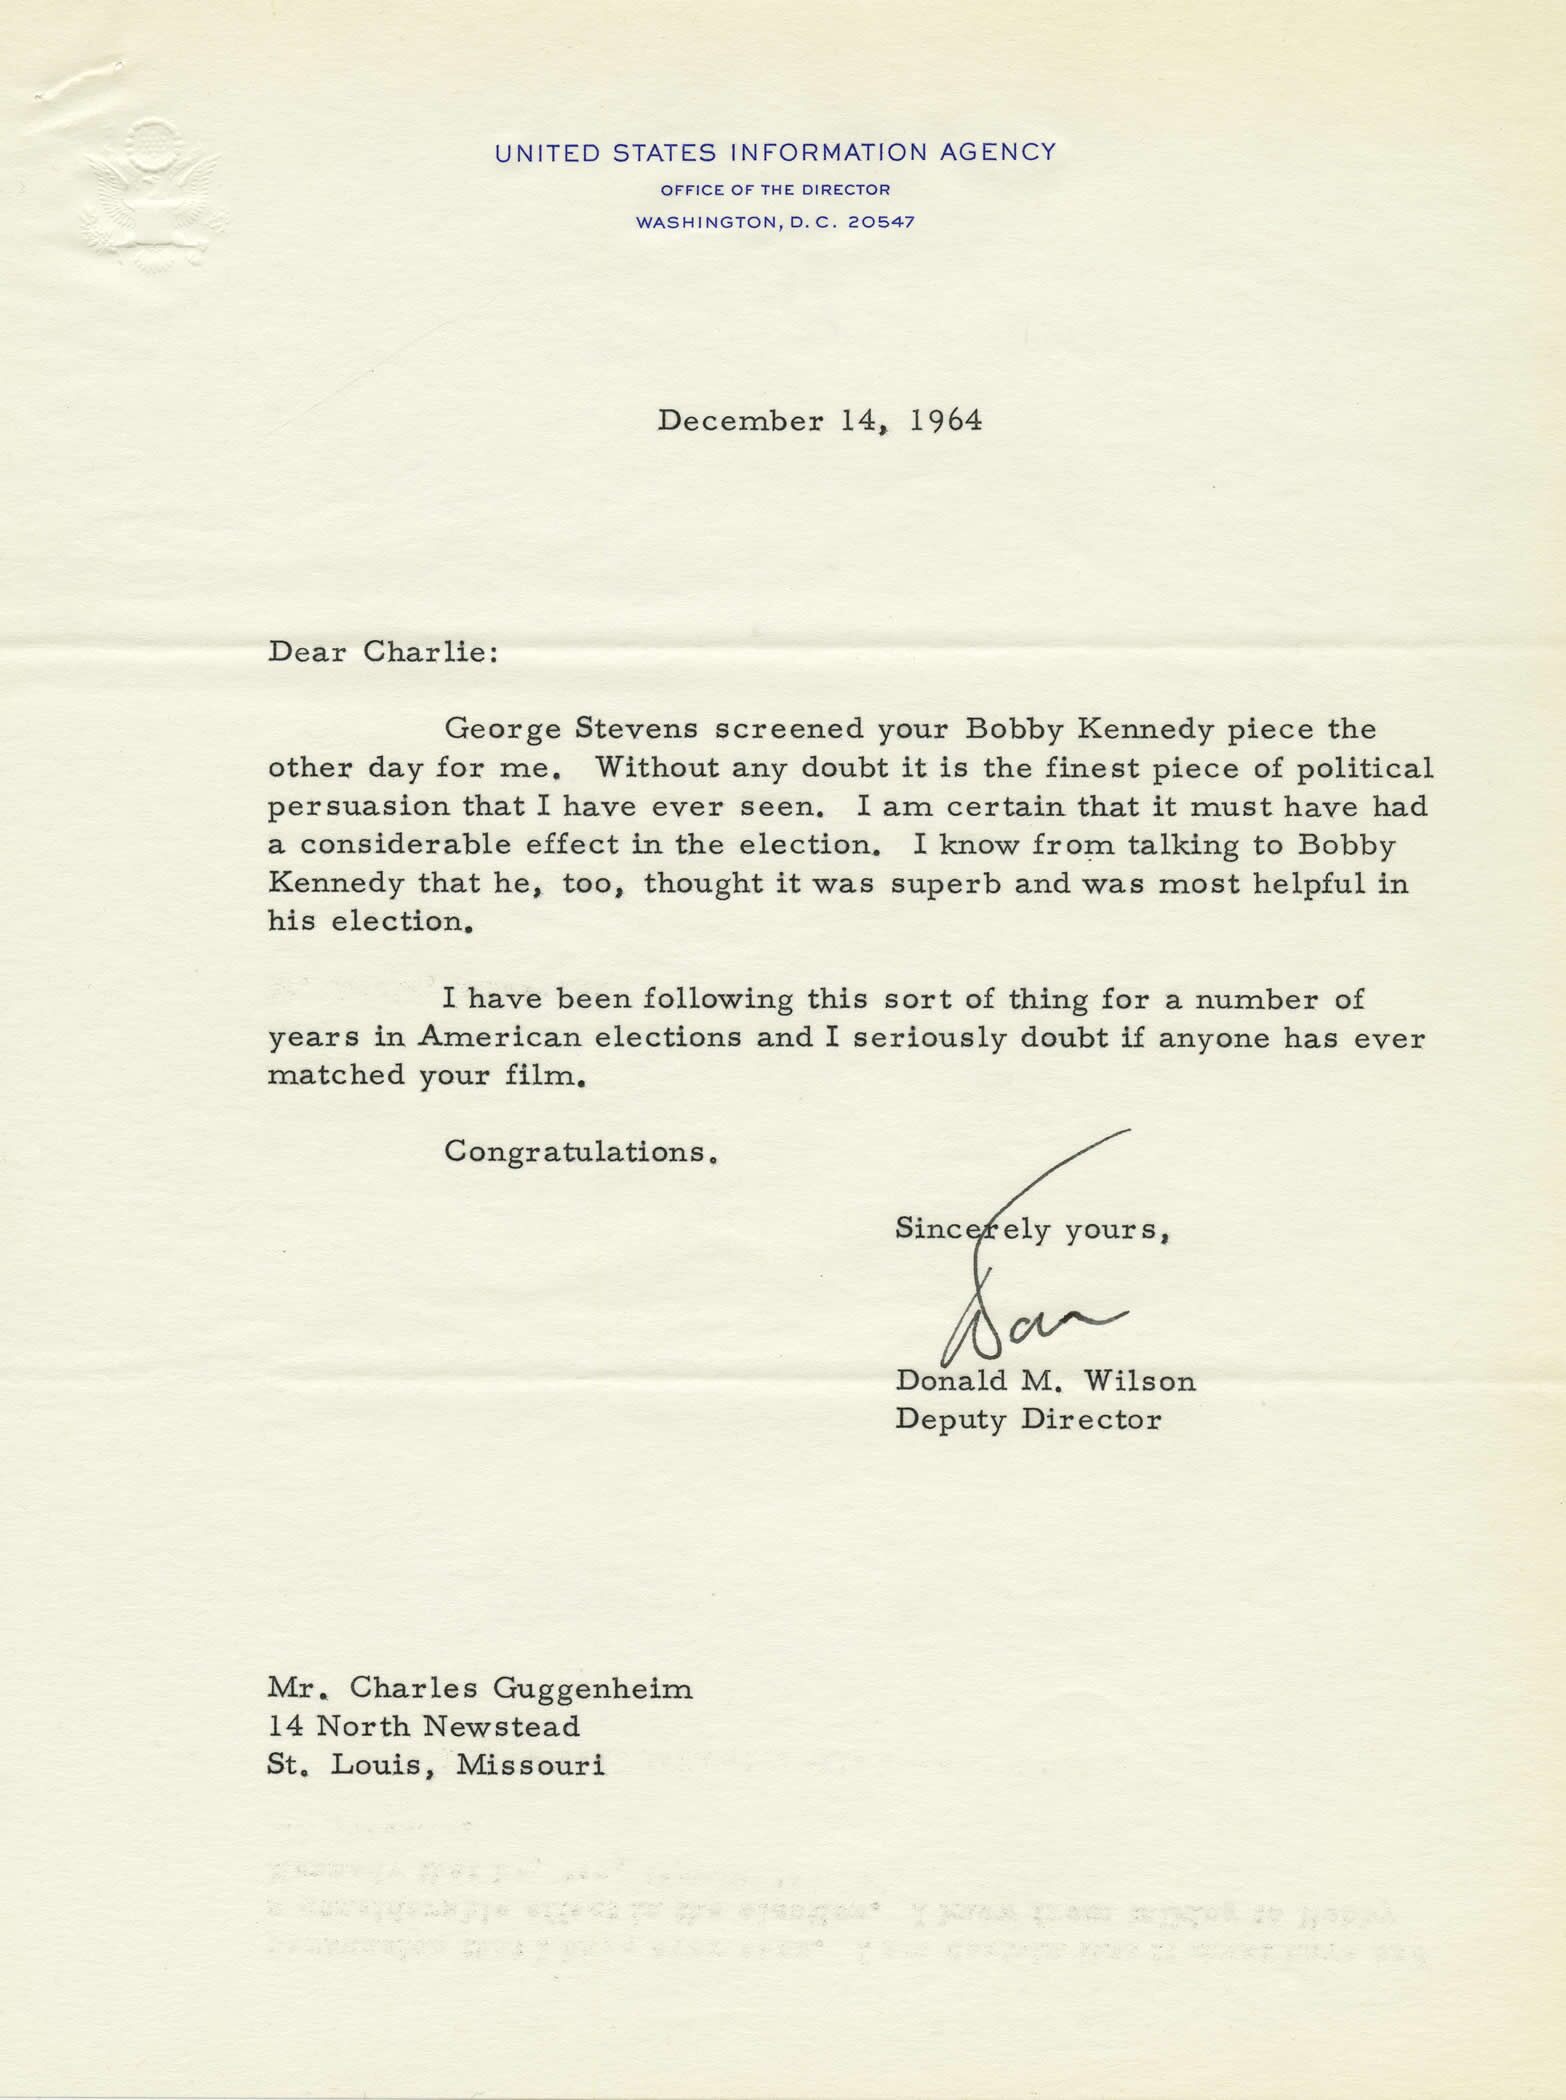 UNITED STATES INFORMATION AGENCY
OFFICE OF THE DIRECTOR
WASHINGTON, D. C. 20547
December 14, 1964
Dear Charlie:
George Stevens screened your Bobby Kennedy piece the
other day for me. Without any doubt it is the finest piece of political
persuasion that I have ever seen. I am certain that it must have had
a considerable effect in the election. I know from talking to Bobby
Kennedy that he, too, thought it was superb and was most helpful in
his election.
I have been following this sort of thing for a number of
years in American elections and I seriously doubt if anyone has ever
matched your film.
Congratulations.
Sincerely yours,
Don
Donald M. Wilson
Deputy Director
Mr. Charles Guggenheim
14 North Newstead
St. Louis, Missouri